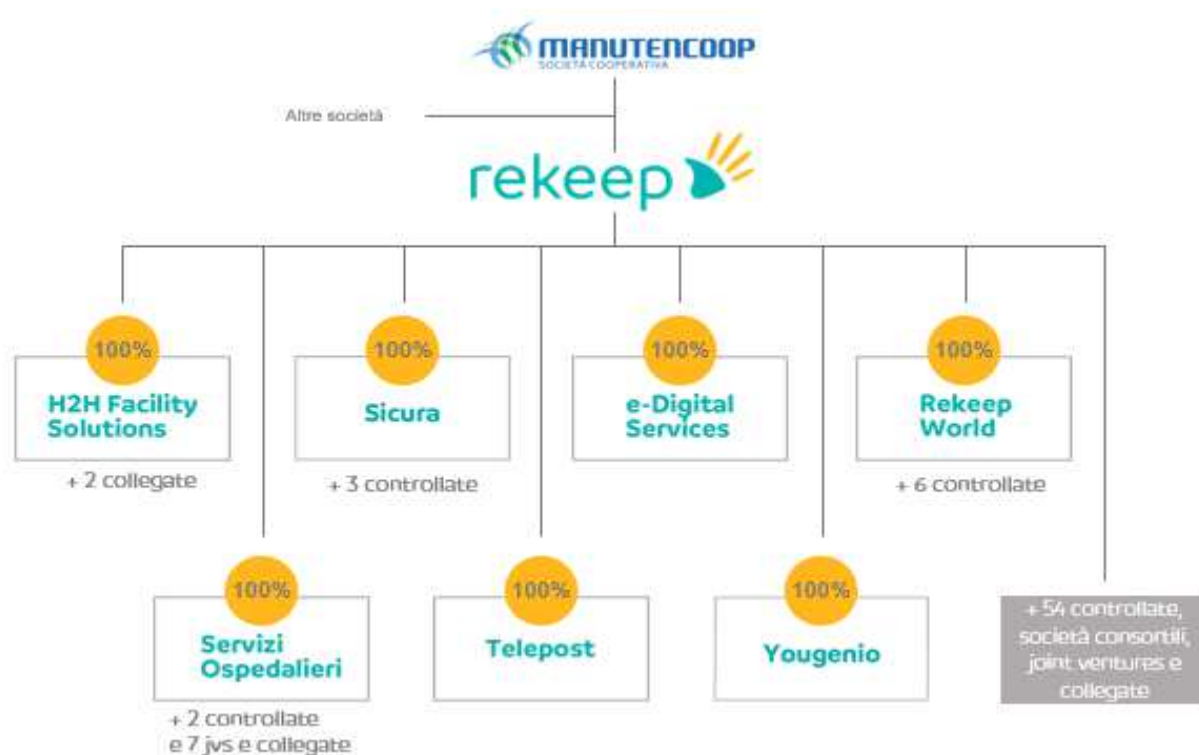 MANUTENCOOP
SOCIETÀ COOPERATIVA
Altre società
rekeep
100%
H2H Facility
Solutions
+ 2 collegate
100%
Sicura
+ 3 controllate
100%
e-Digital
Services
100%
Rekeep
World
+ 6 controllate
100%
Servizi
Ospedalieri
+ 2 controllate
e 7 jvs e collegate
100%
Telepost
100%
Yougenio
+ 54 controllate,
società consortili,
joint ventures e
collegate